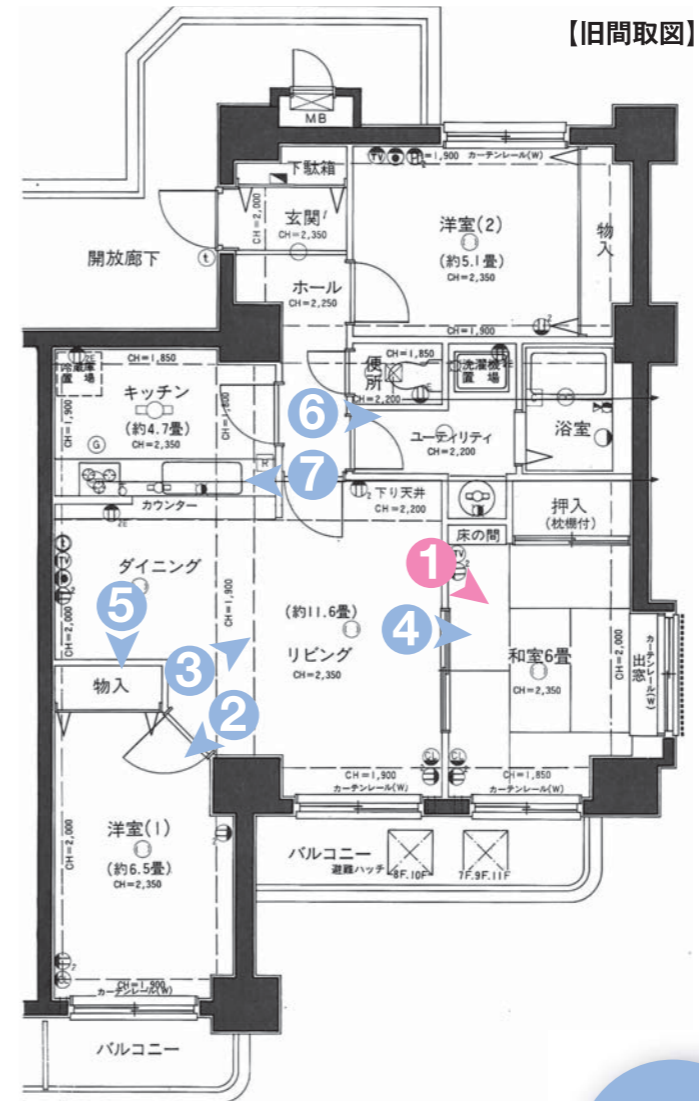 【旧間取図】
MB
下駄箱
TV
CH=1,900
カーテンレール(W)
玄関
CH=2,350
CH=2,000
洋室(2)
(約5.1畳)
CH=2,350
物入
開放廊下
t
ホール
CH=2,250
CH=1,900
CH=1,850
冷蔵庫
置場
2E
キッチン
(約4.7畳)
CH=2,350
CH=1,900
G
R
便所
CH=1,850
CH=2,200
洗濯機
置場
浴室
6
ユーティリティ
CH=2,200
7
カウンター
2E
下り天井
CH=2,200
押入
(枕棚付)
床の間
TV
1
ダイニング
CH=1,900
CH=2,000
5
(約11.6畳)
リビング
CH=2,350
4
和室6畳
CH=2,350
CH=2,000
出窓
カーテンレール(W)
3
物入
2
CL
CL
CH=1,900
カーテンレール(W)
CH=1,850
カーテンレール(W)
洋室(1)
(約6.5畳)
CH=2,350
CH=2,000
2
バルコニー
避難ハッチ
8F.10F
7F.9F.11F
CH=1,900
カーテンレール(W)
バルコニー